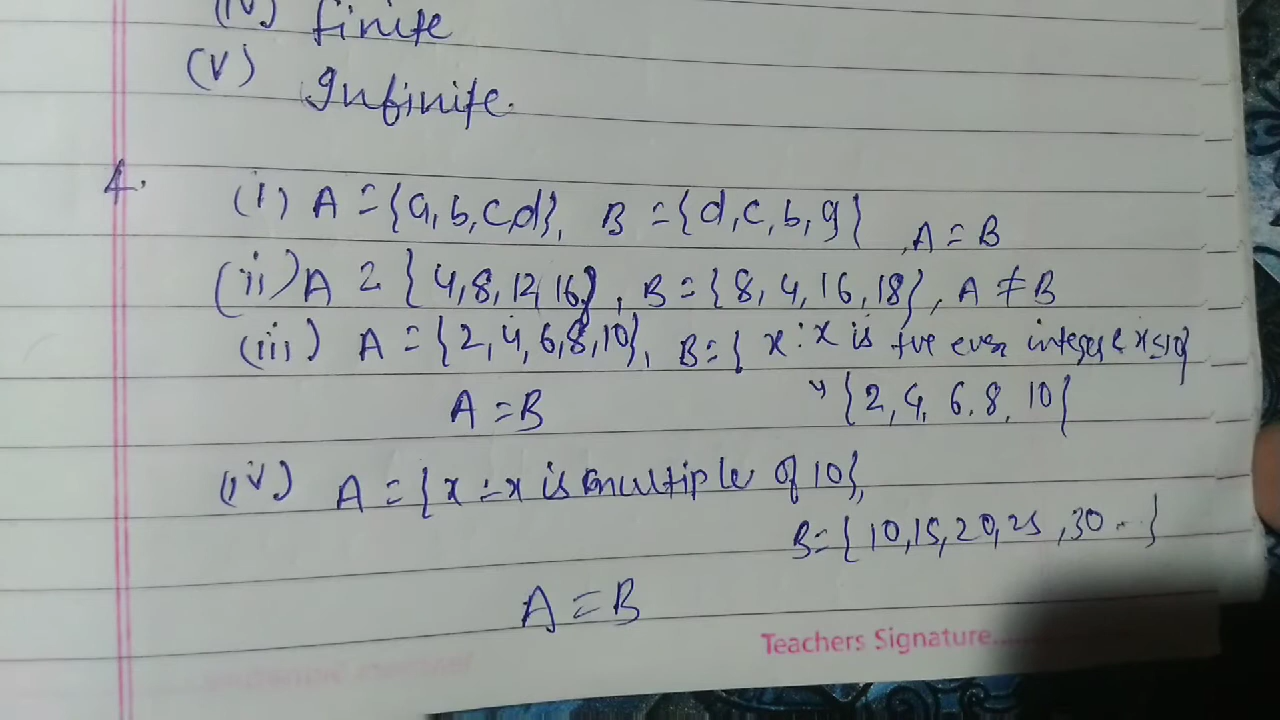 (iv) finite
(v) Infinite.
4. (i) A = {a, b, c, d}, B = {d, c, b, g} , A = B
(ii) A = { 4, 8, 12, 16}, B = {8, 4, 16, 18}, A ≠ B
(iii) A = {2, 4, 6, 8, 10}, B = { x : x is +ve even integer & x ≤ 10}
A = B {2, 4, 6, 8, 10}
(iv) A = {x : x is multiple of 10},
B = { 10, 15, 20, 25, 30 ... }
A = B
Teachers Signature......